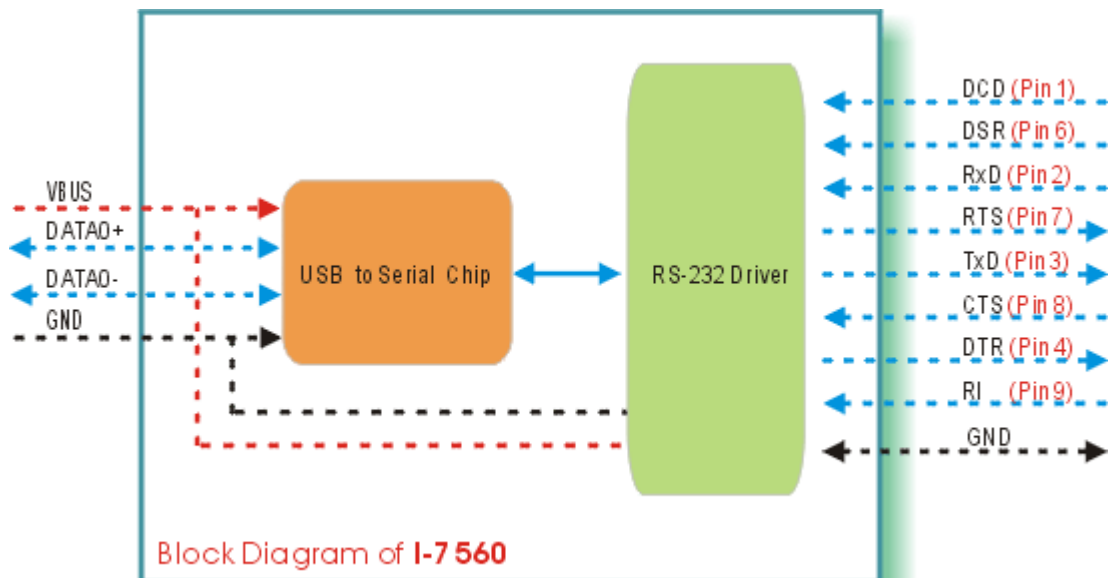 VBUS
DATA0+
DATA0-
GND
USB to Serial Chip
RS-232 Driver
DCD (Pin 1)
DSR (Pin 6)
RxD (Pin 2)
RTS (Pin 7)
TxD (Pin 3)
CTS (Pin 8)
DTR (Pin 4)
RI (Pin 9)
GND
Block Diagram of I-7560